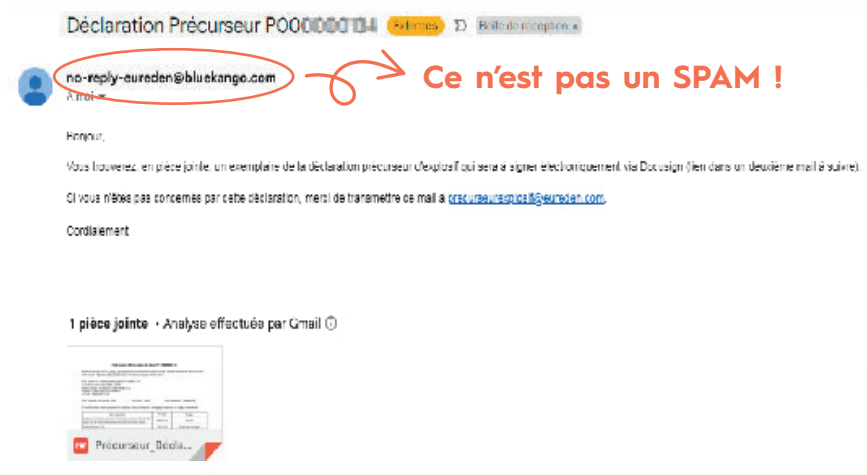 Déclaration Précurseur Externes Boîte de réception x
no-reply-eureden@bluekango.com
Ce n'est pas un SPAM !
À moi
Bonjour,
Vous trouverez, en pièce jointe, un exemplaire de la déclaration précurseur d'explosif qui sera à signer électroniquement via Docusign (lien dans un deuxième mail à suivre).
Si vous n'êtes pas concernés par cette déclaration, merci de transmettre ce mail à precurseurexplosif@eureden.com.
Cordialement
1 pièce jointe • Analyse effectuée par Gmail
Précurseur_Décla...